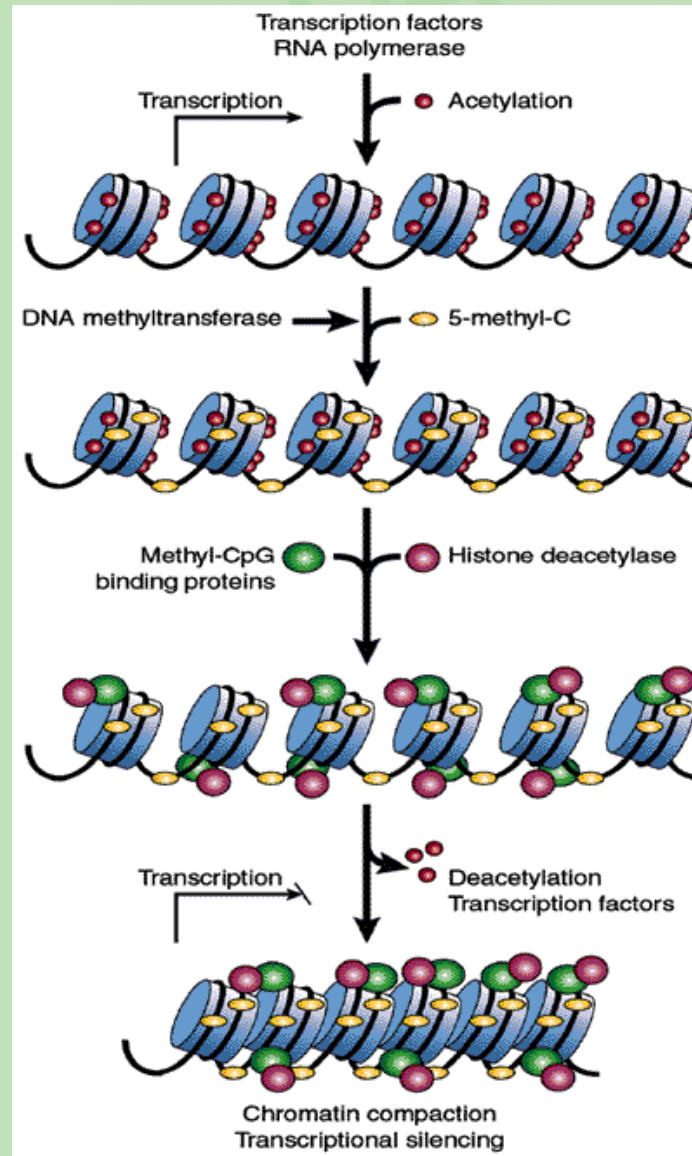 Transcription factors
RNA polymerase
Transcription
Acetylation
DNA methyltransferase
5-methyl-C
Methyl-CpG
binding proteins
Histone deacetylase
Transcription
Deacetylation
Transcription factors
Chromatin compaction
Transcriptional silencing